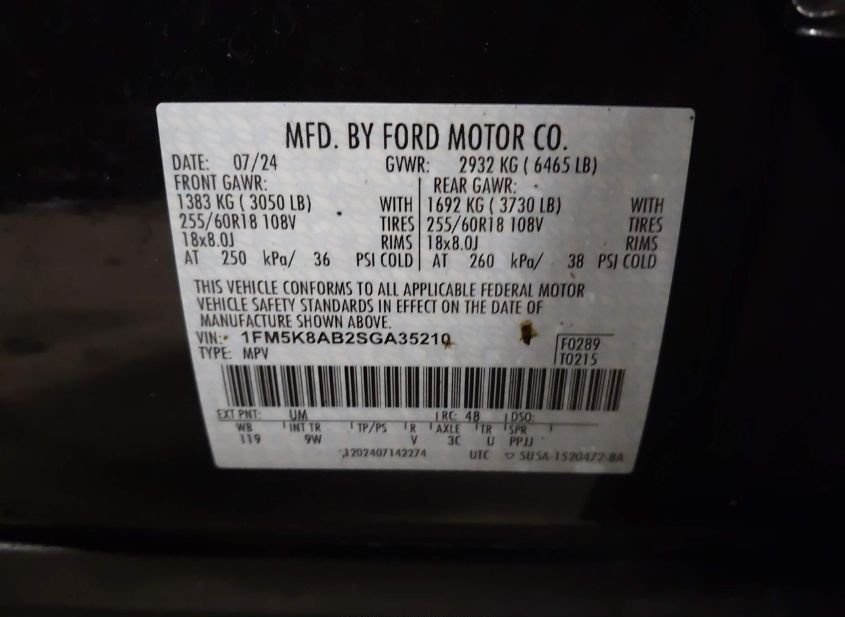 MFD. BY FORD MOTOR CO.
DATE: 07/24 GVWR: 2932 KG ( 6465 LB)
FRONT GAWR: REAR GAWR:
1383 KG ( 3050 LB) WITH 1692 KG ( 3730 LB) WITH
255/60R18 108V TIRES 255/60R18 108V TIRES
18x8.0J RIMS 18x8.0J RIMS
AT 250 kPa/ 36 PSI COLD AT 260 kPa/ 38 PSI COLD
THIS VEHICLE CONFORMS TO ALL APPLICABLE FEDERAL MOTOR
VEHICLE SAFETY STANDARDS IN EFFECT ON THE DATE OF
MANUFACTURE SHOWN ABOVE.
VIN: 1FM5K8AB2SGA35210 F0289
TYPE: MPV T0215
EXT PNT: UM RC: 48 DSO:
WB INT TR TP/PS R AXLE TR SPR
119 9W V 3C U PPJJ
1202407142274 UTC 5USA-1520472-BA